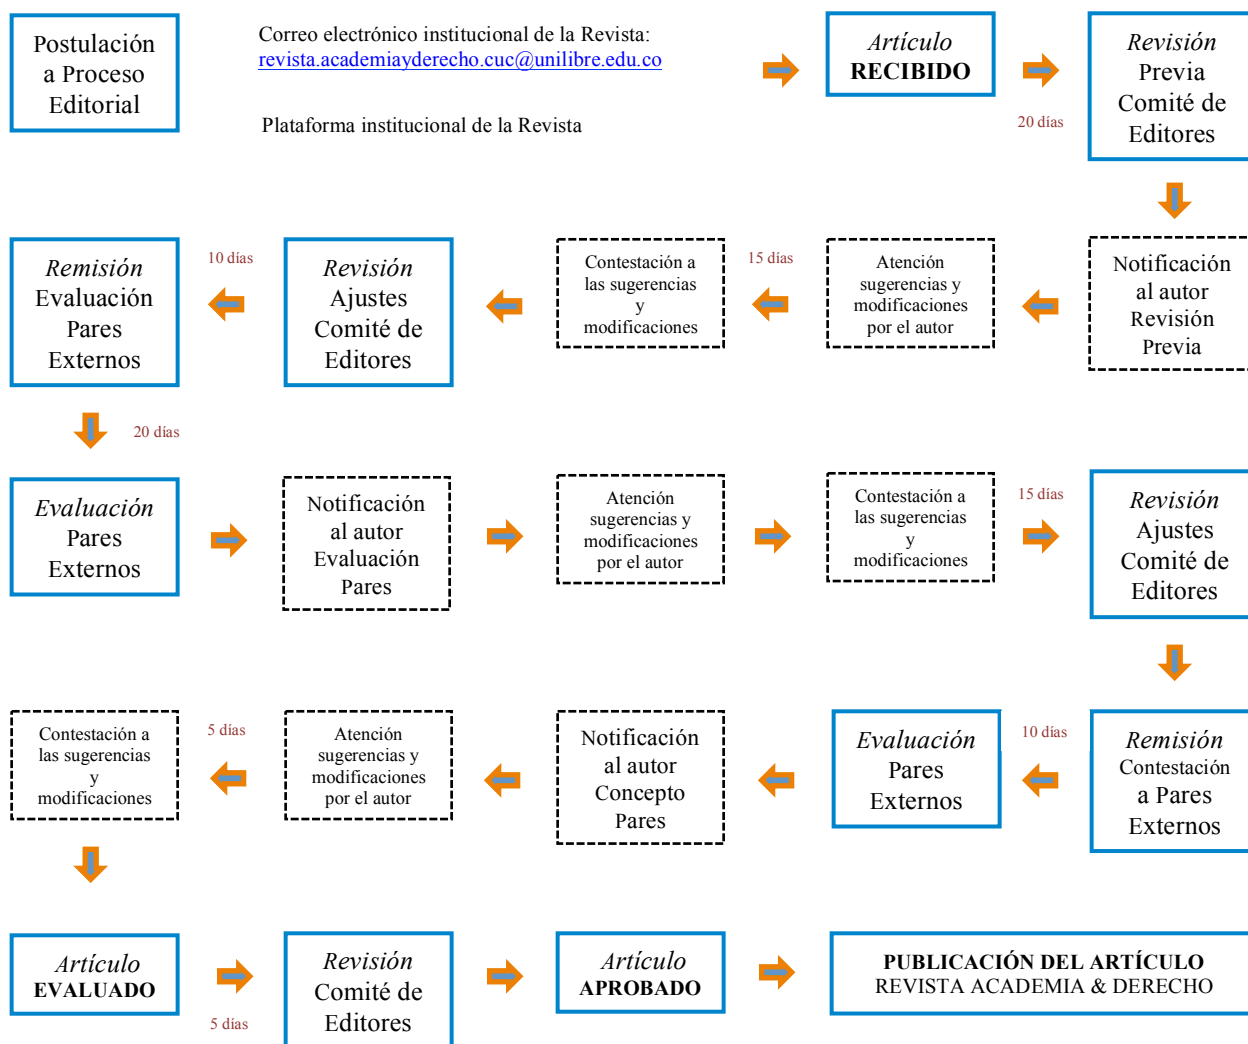 Postulación
a Proceso
Editorial
Correo electrónico institucional de la Revista:
revista.academiayderecho.cuc@unilibre.edu.co
Plataforma institucional de la Revista
Artículo
RECIBIDO
20 días
Revisión
Previa
Comité de
Editores
Notificación
al autor
Revisión
Previa
Atención
sugerencias y
modificaciones
por el autor
15 días
Contestación a
las sugerencias
y
modificaciones
Revisión
Ajustes
Comité de
Editores
10 días
Remisión
Evaluación
Pares
Externos
20 días
Evaluación
Pares
Externos
Notificación
al autor
Evaluación
Pares
Atención
sugerencias y
modificaciones
por el autor
Contestación a
las sugerencias
y
modificaciones
15 días
Revisión
Ajustes
Comité de
Editores
Remisión
Contestación
a Pares
Externos
10 días
Evaluación
Pares
Externos
Notificación
al autor
Concepto
Pares
Atención
sugerencias y
modificaciones
por el autor
5 días
Contestación a
las sugerencias
y
modificaciones
Artículo
EVALUADO
5 días
Revisión
Comité de
Editores
Artículo
APROBADO
PUBLICACIÓN DEL ARTÍCULO
REVISTA ACADEMIA & DERECHO